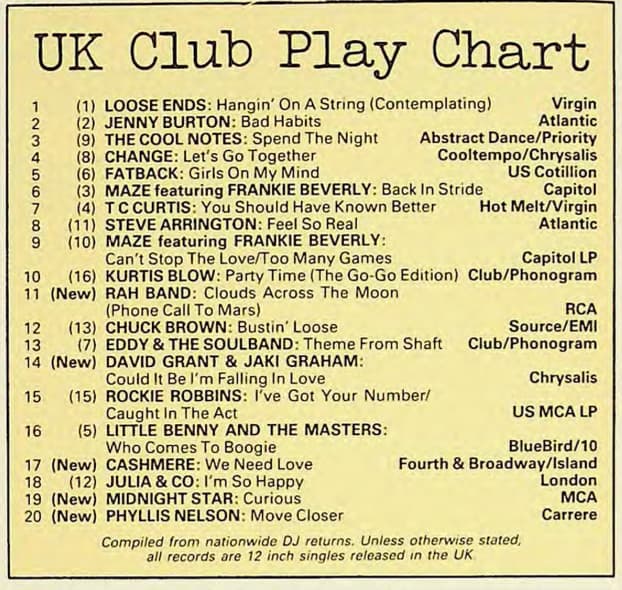 UK Club Play Chart
1 (1) LOOSE ENDS: Hangin' On A String (Contemplating) Virgin
2 (2) JENNY BURTON: Bad Habits Atlantic
3 (9) THE COOL NOTES: Spend The Night Abstract Dance/Priority
4 (8) CHANGE: Let's Go Together Cooltempo/Chrysalis
5 (6) FATBACK: Girls On My Mind US Cotillion
6 (3) MAZE featuring FRANKIE BEVERLY: Back In Stride Capitol
7 (4) T C CURTIS: You Should Have Known Better Hot Melt/Virgin
8 (11) STEVE ARRINGTON: Feel So Real Atlantic
9 (10) MAZE featuring FRANKIE BEVERLY:
Can't Stop The Love/Too Many Games Capitol LP
10 (16) KURTIS BLOW: Party Time (The Go-Go Edition) Club/Phonogram
11 (New) RAH BAND: Clouds Across The Moon
(Phone Call To Mars) RCA
12 (13) CHUCK BROWN: Bustin' Loose Source/EMI
13 (7) EDDY & THE SOULBAND: Theme From Shaft Club/Phonogram
14 (New) DAVID GRANT & JAKI GRAHAM:
Could It Be I'm Falling In Love Chrysalis
15 (15) ROCKIE ROBBINS: I've Got Your Number/
Caught In The Act US MCA LP
16 (5) LITTLE BENNY AND THE MASTERS:
Who Comes To Boogie BlueBird/10
17 (New) CASHMERE: We Need Love Fourth & Broadway/Island
18 (12) JULIA & CO: I'm So Happy London
19 (New) MIDNIGHT STAR: Curious MCA
20 (New) PHYLLIS NELSON: Move Closer Carrere
Compiled from nationwide DJ returns. Unless otherwise stated,
all records are 12 inch singles released in the UK